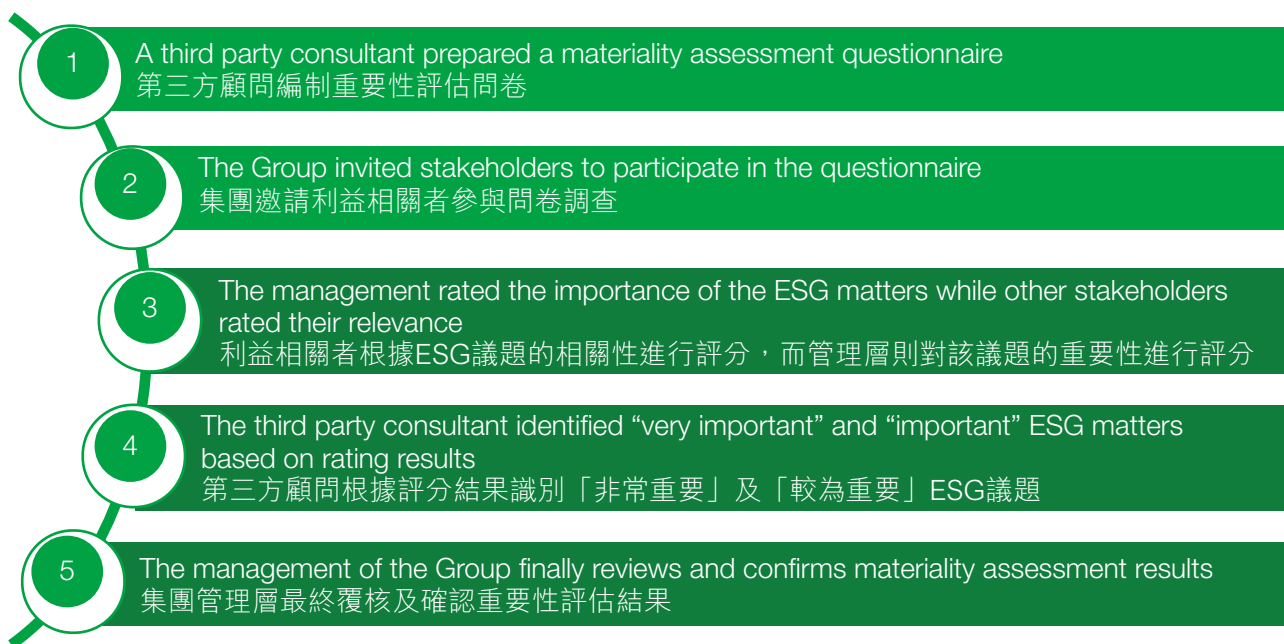 1
A third party consultant prepared a materiality assessment questionnaire
第三方顧問編制重要性評估問卷
2
The Group invited stakeholders to participate in the questionnaire
集團邀請利益相關者參與問卷調查
3
The management rated the importance of the ESG matters while other stakeholders
rated their relevance
利益相關者根據ESG議題的相關性進行評分，而管理層則對該議題的重要性進行評分
4
The third party consultant identified “very important” and “important” ESG matters
based on rating results
第三方顧問根據評分結果識別「非常重要」及「較為重要」ESG議題
5
The management of the Group finally reviews and confirms materiality assessment results
集團管理層最終覆核及確認重要性評估結果